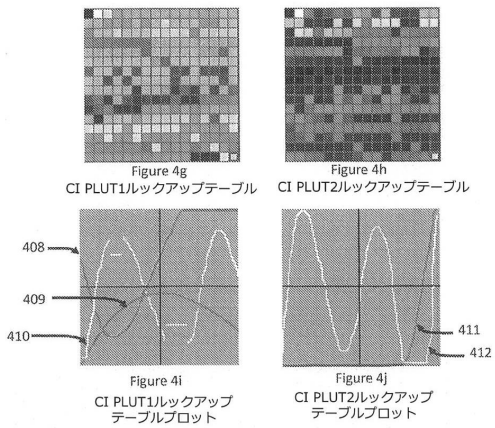 Figure 4g
CI PLUT1ルックアップテーブル
Figure 4h
CI PLUT2ルックアップテーブル
408
409
410
Figure 4i
CI PLUT1ルックアップ
テーブルプロット
411
412
Figure 4j
CI PLUT2ルックアップ
テーブルプロット